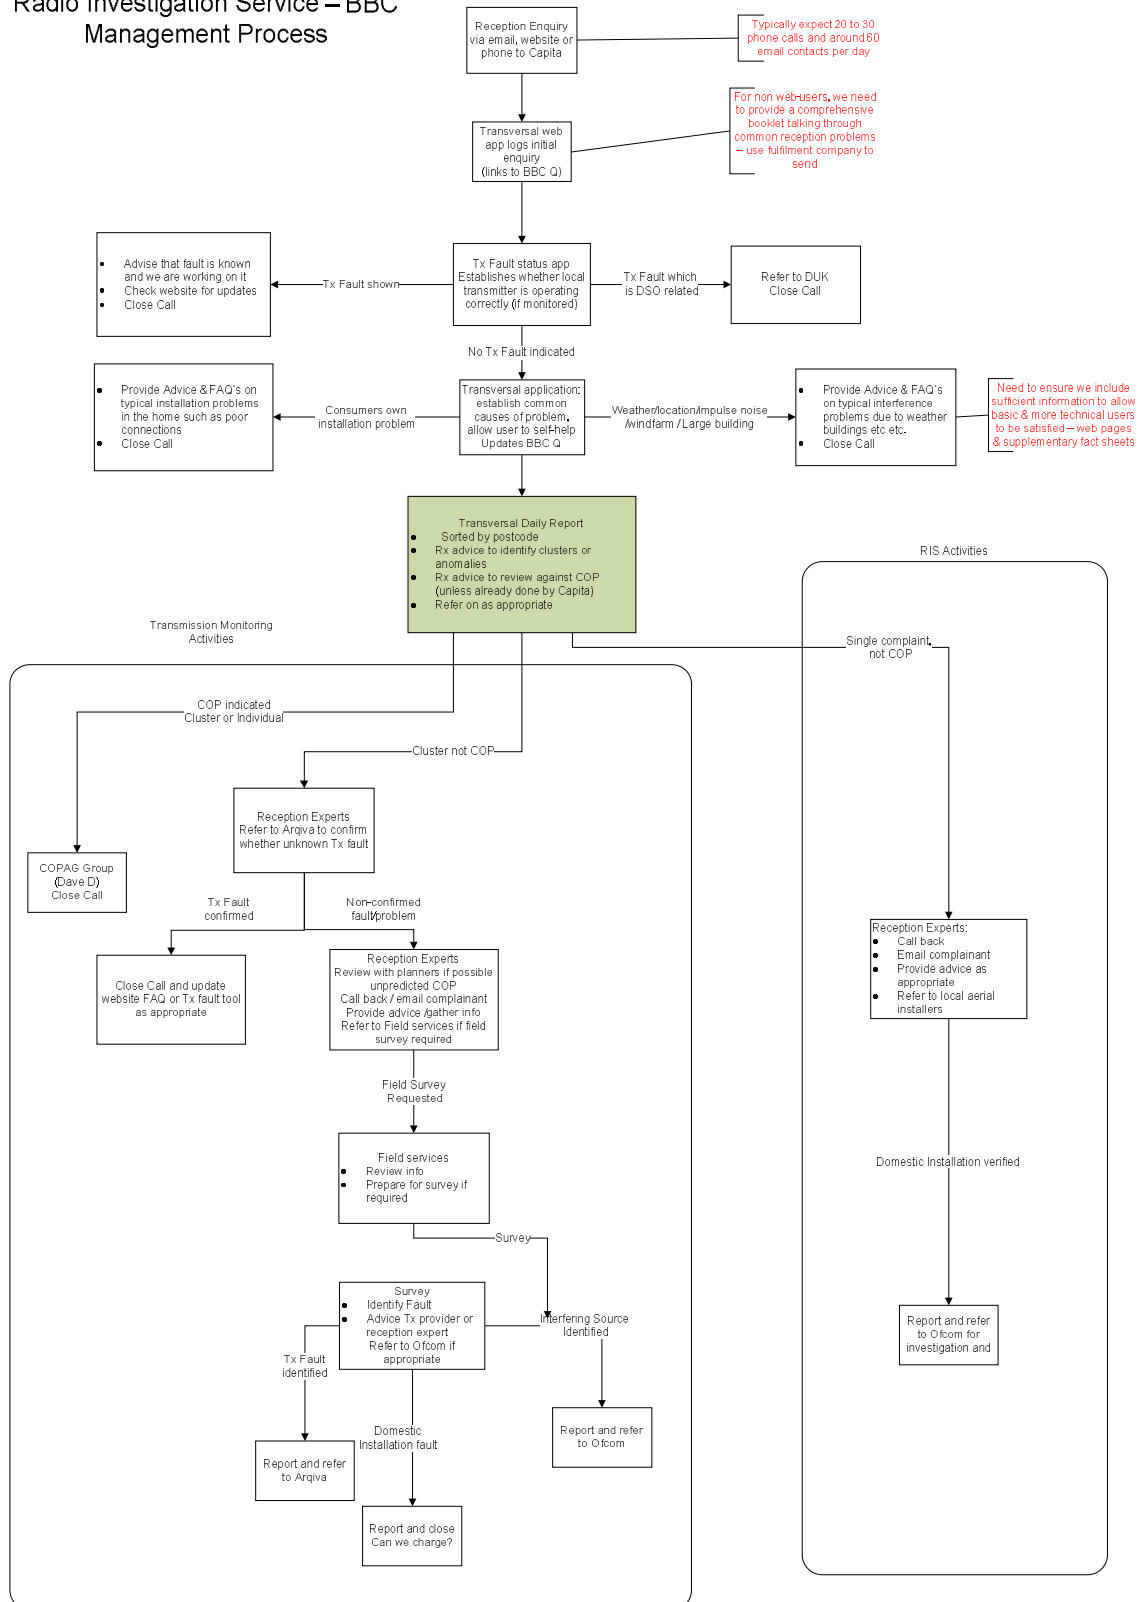 Radio Investigation Service – BBC
Management Process
Reception Enquiry
via email, website or
phone to Capita
Typically expect 20 to 30
phone calls and around 60
email contacts per day
For non web-users, we need
to provide a comprehensive
booklet talking through
common reception problems
– use fulfilment company to
send
Transversal web
app logs initial
enquiry
(links to BBC Q)
Advise that fault is known
and we are working on it
Check website for updates
Close Call
Tx Fault shown
Tx Fault status app
Establishes whether local
transmitter is operating
correctly (if monitored)
Tx Fault which
is DSO related
Refer to DUK
Close Call
No Tx Fault indicated
Provide Advice & FAQ's on
typical installation problems
in the home such as poor
connections
Close Call
Consumers own
installation problem
Transversal application:
establish common
causes of problem,
allow user to self-help
Updates BBC Q
Weather/location/impulse noise
/windfarm / Large building
Provide Advice & FAQ's
on typical interference
problems due to weather
buildings etc etc.
Close Call
Need to ensure we include
sufficient information to allow
basic & more technical users
to be satisfied – web pages
& supplementary fact sheets
Transversal Daily Report
Sorted by postcode
Rx advice to identify clusters or
anomalies
Rx advice to review against COP
(unless already done by Capita)
Refer on as appropriate
RIS Activities
Transmission Monitoring
Activities
Single complaint,
not COP
COP indicated
Cluster or Individual
Cluster not COP
Reception Experts
Refer to Arqiva to confirm
whether unknown Tx fault
COPAG Group
(Dave D)
Close Call
Tx Fault
confirmed
Non-confirmed
fault/problem
Close Call and update
website FAQ or Tx fault tool
as appropriate
Reception Experts
Review with planners if possible
unpredicted COP
Call back / email complainant
Provide advice /gather info
Refer to Field services if field
survey required
Reception Experts:
Call back
Email complainant
Provide advice as
appropriate
Refer to local aerial
installers
Field Survey
Requested
Field services
Review info
Prepare for survey if
required
Domestic Installation verified
Survey
Survey
Identify Fault
Advice Tx provider or
reception expert
Refer to Ofcom if
appropriate
Interfering Source
Identified
Report and refer
to Ofcom for
investigation and
Tx Fault
identified
Domestic
Installation fault
Report and refer
to Ofcom
Report and refer
to Arqiva
Report and close
Can we charge?